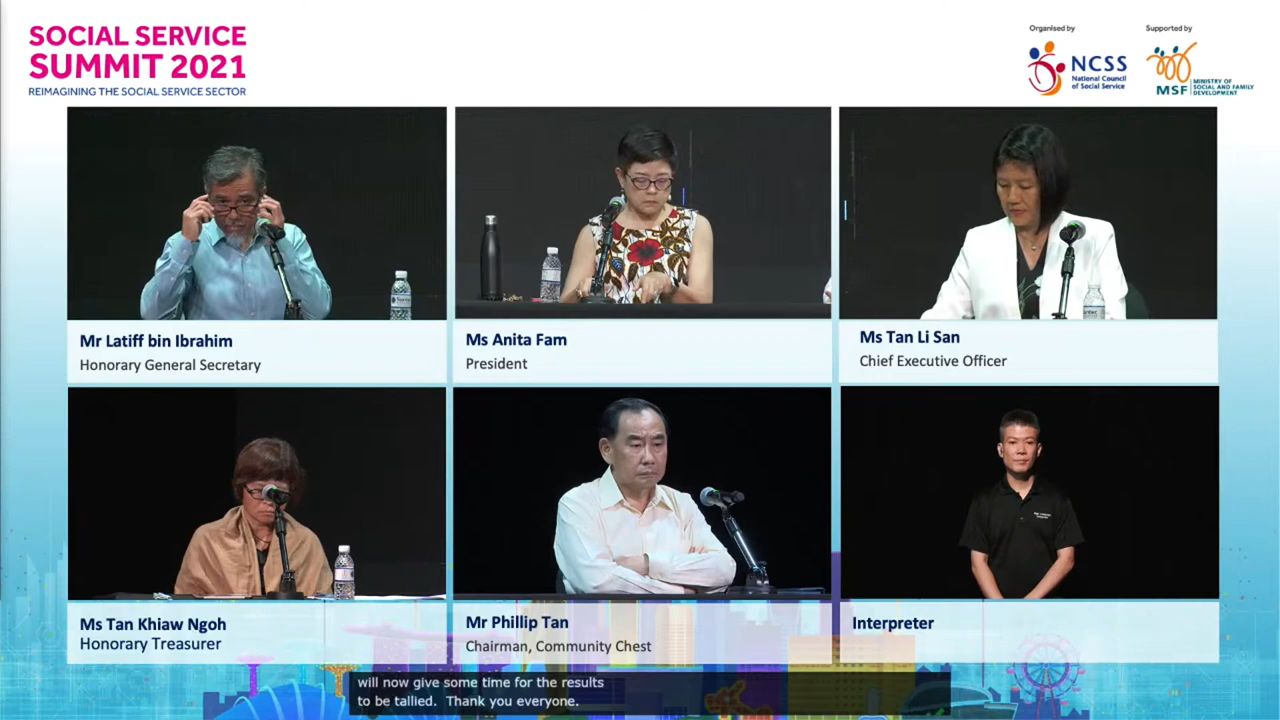 SOCIAL SERVICE
SUMMIT 2021
REIMAGINING THE SOCIAL SERVICE SECTOR
Organised by
NCSS
National Council
of Social Service
Supported by
MSF
MINISTRY OF
SOCIAL AND FAMILY
DEVELOPMENT
Mr Latiff bin Ibrahim
Honorary General Secretary
Ms Anita Fam
President
Ms Tan Li San
Chief Executive Officer
Ms Tan Khiaw Ngoh
Honorary Treasurer
Mr Phillip Tan
Chairman, Community Chest
Interpreter
will now give some time for the results
to be tallied. Thank you everyone.